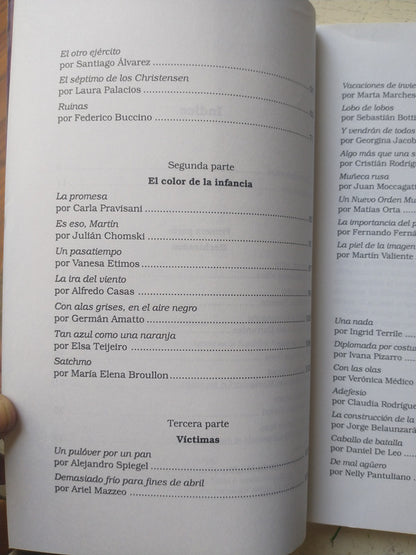 El otro ejército
por Santiago Álvarez
El séptimo de los Christensen
por Laura Palacios
Ruinas
por Federico Buccino
Segunda parte
El color de la infancia
La promesa
por Carla Pravisani
Es eso, Martín
por Julián Chomski
Un pasatiempo
por Vanesa Etimos
La ira del viento
por Alfredo Casas
Con alas grises, en el aire negro
por Germán Amatto
Tan azul como una naranja
por Elsa Teijeiro
Satchmo
por María Elena Broullon
Tercera parte
Víctimas
Un pulóver por un pan
por Alejandro Spiegel
Demasiado frío para fines de abril
por Ariel Mazzeo
Vacaciones de invie
por Marta Marches
Lobo de lobos
por Sebastián Botti
Y vendrán de todos
por Georgina Jacob
Algo más que una s
por Cristián Rodríg
Muñeca rusa
por Juan Moccagat
Un Nuevo Orden Mu
por Matías Orta
La importancia del p
por Fernando Fern
La piel de la imagen
por Martín Valiente
Una nada
por Ingrid Terrile
Diplomada por costu
por Ivana Pizarro
Con las olas
por Verónica Médico
Adefesio
por Claudia Rodrígue
La construcción de la
por Jorge Belaunzará
Caballo de batalla
por Daniel De Leo
De mal agüero
por Nelly Pantuliano